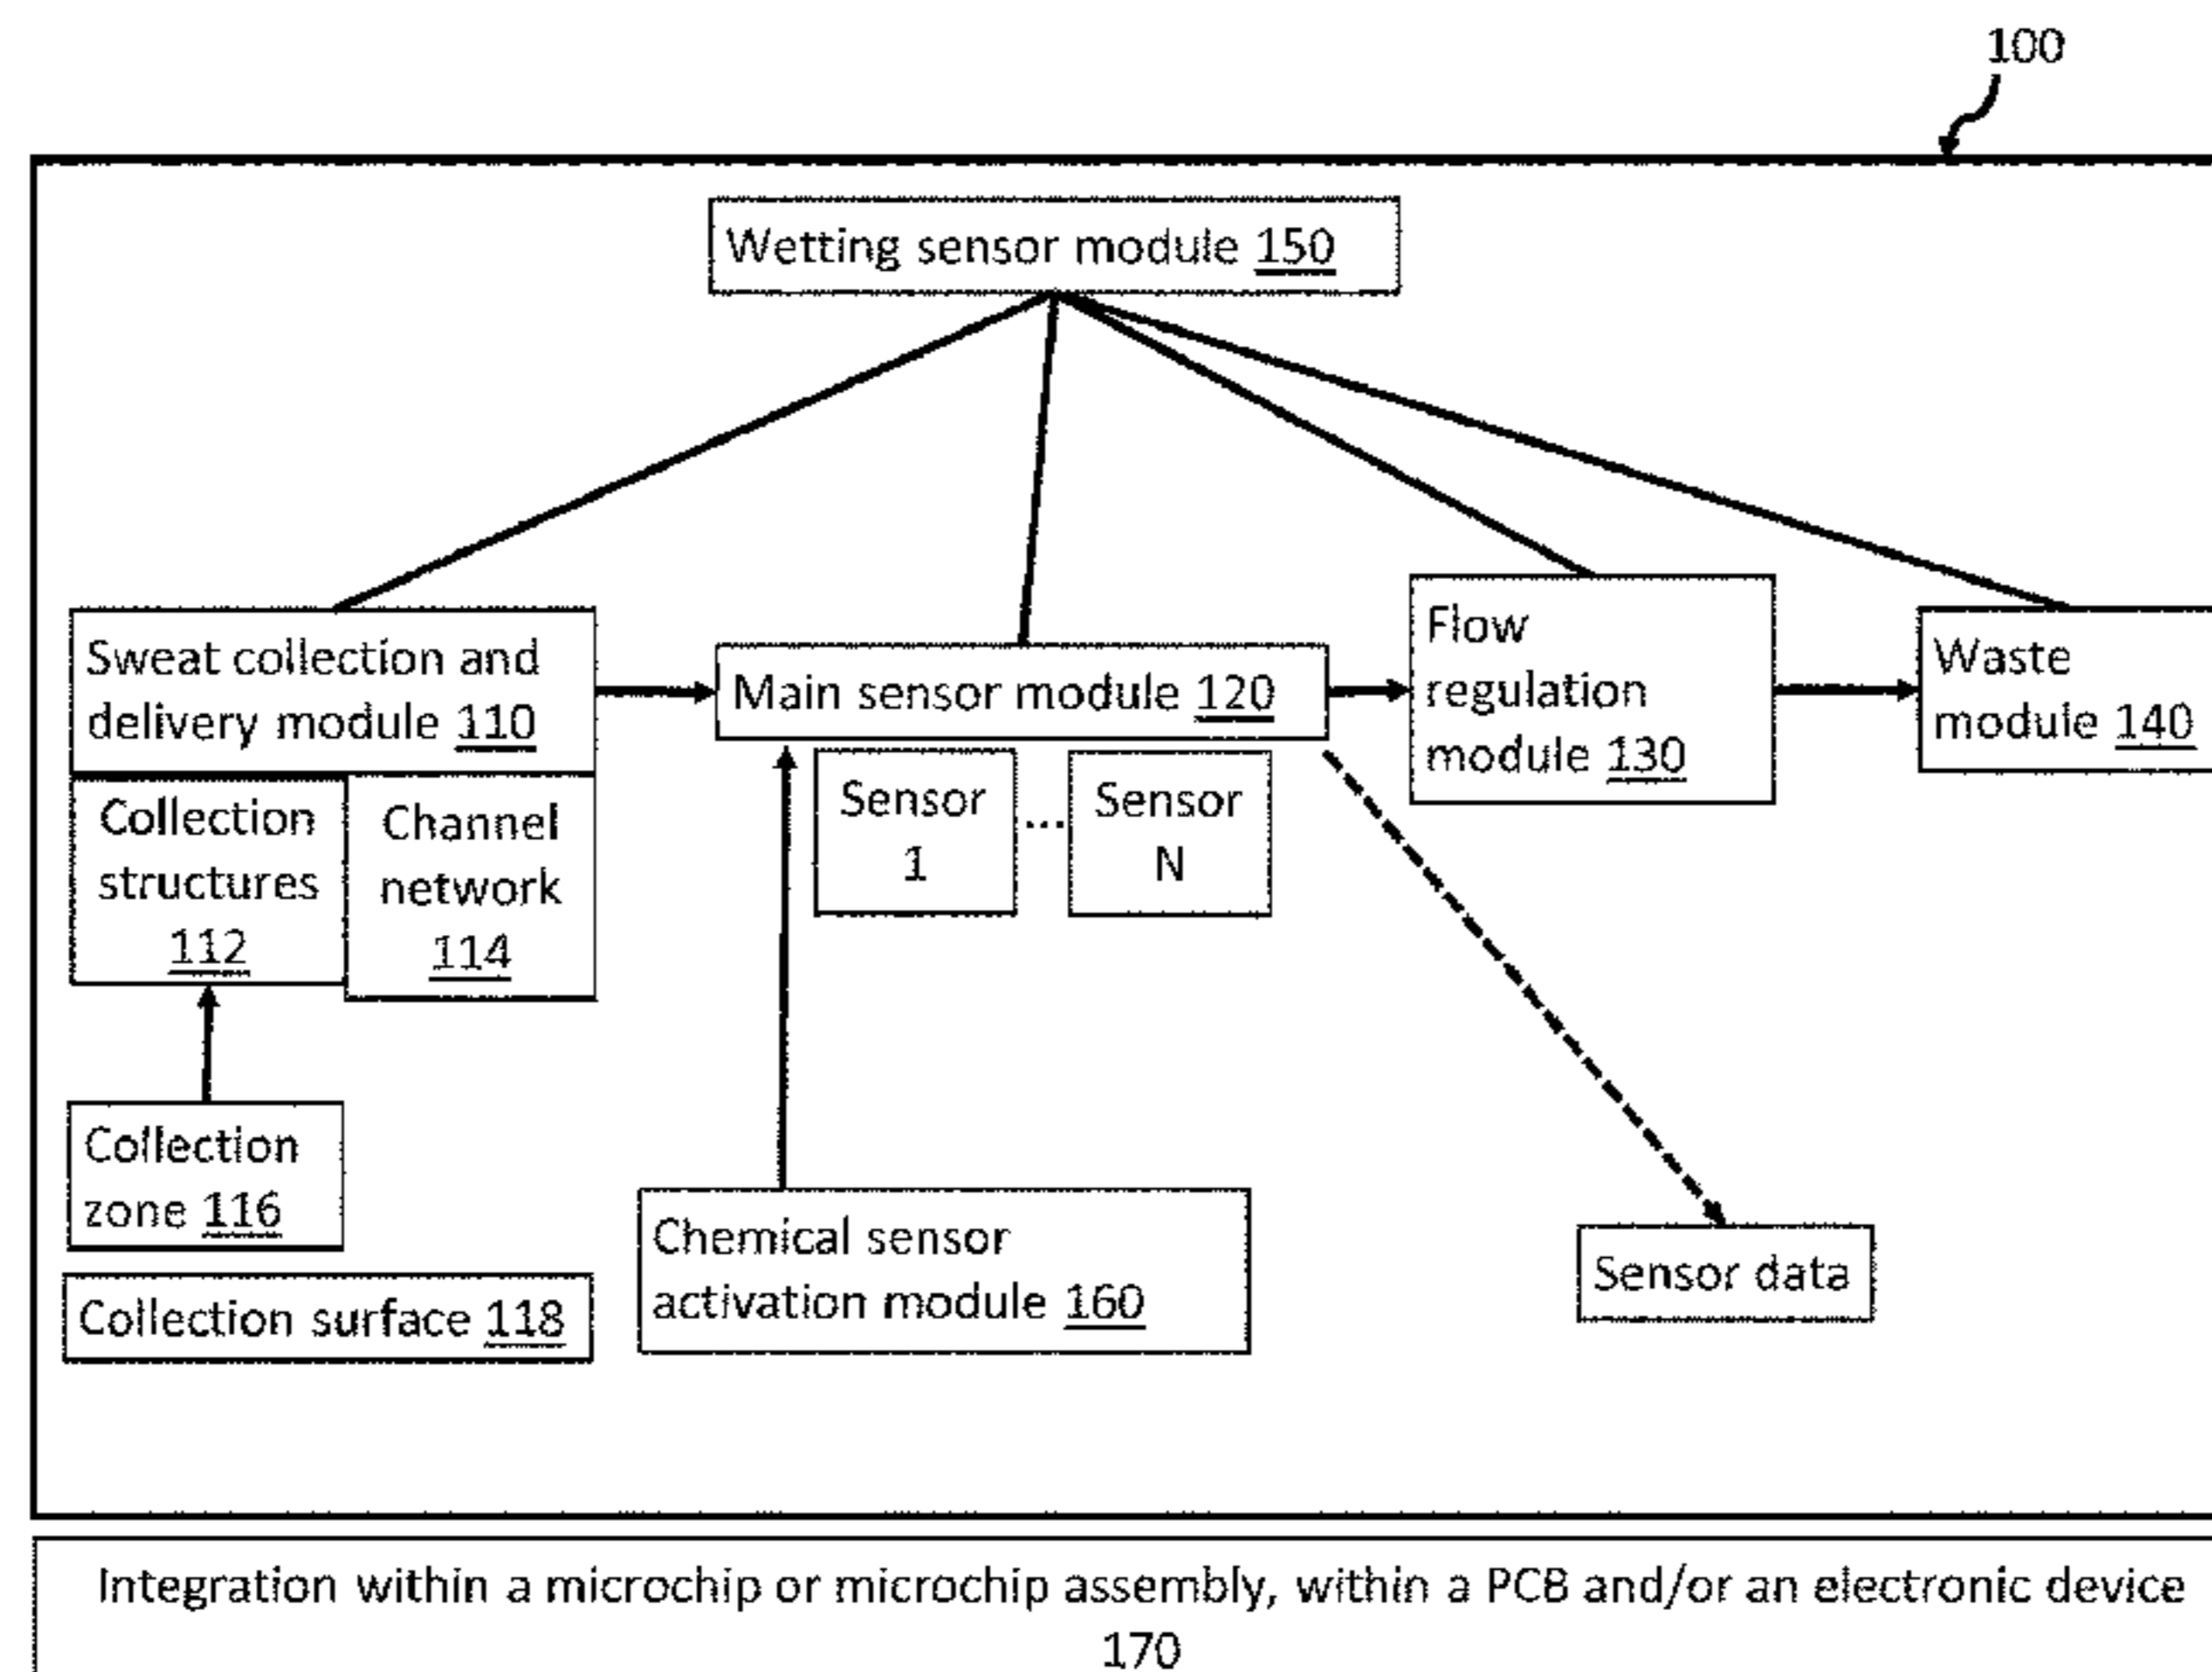 100
Wetting sensor module 150
Sweat collection and
delivery module 110
Collection
structures
112
Channel
network
114
Collection
zone 116
Collection surface 118
Main sensor module 120
Sensor
1
...
Sensor
N
Chemical sensor
activation module 160
Flow
regulation
module 130
Waste
module 140
Sensor data
Integration within a microchip or microchip assembly, within a PCB and/or an electronic device
170